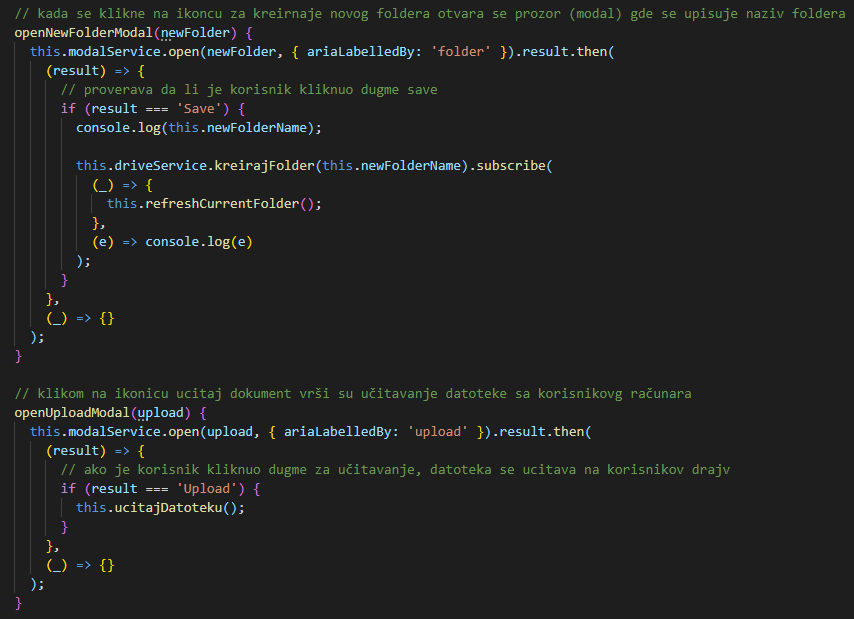 // kada se klikne na ikoncu za kreirnaje novog foldera otvara se prozor (modal) gde se upisuje naziv foldera
openNewFolderModal(newFolder) {
  this.modalService.open(newFolder, { ariaLabelledBy: 'folder' }).result.then(
    (result) => {
      // proverava da li je korisnik kliknuo dugme save
      if (result === 'Save') {
        console.log(this.newFolderName);

        this.driveService.kreirajFolder(this.newFolderName).subscribe(
          (_) => {
            this.refreshCurrentFolder();
          },
          (e) => console.log(e)
        );
      }
    },
    (_) => {}
  );
}

// klikom na ikonicu ucitaj dokument vrši su učitavanje datoteke sa korisnikovg računara
openUploadModal(upload) {
  this.modalService.open(upload, { ariaLabelledBy: 'upload' }).result.then(
    (result) => {
      // ako je korisnik kliknuo dugme za učitavanje, datoteka se ucitava na korisnikov drajv
      if (result === 'Upload') {
        this.ucitajDatoteku();
      }
    },
    (_) => {}
  );
}